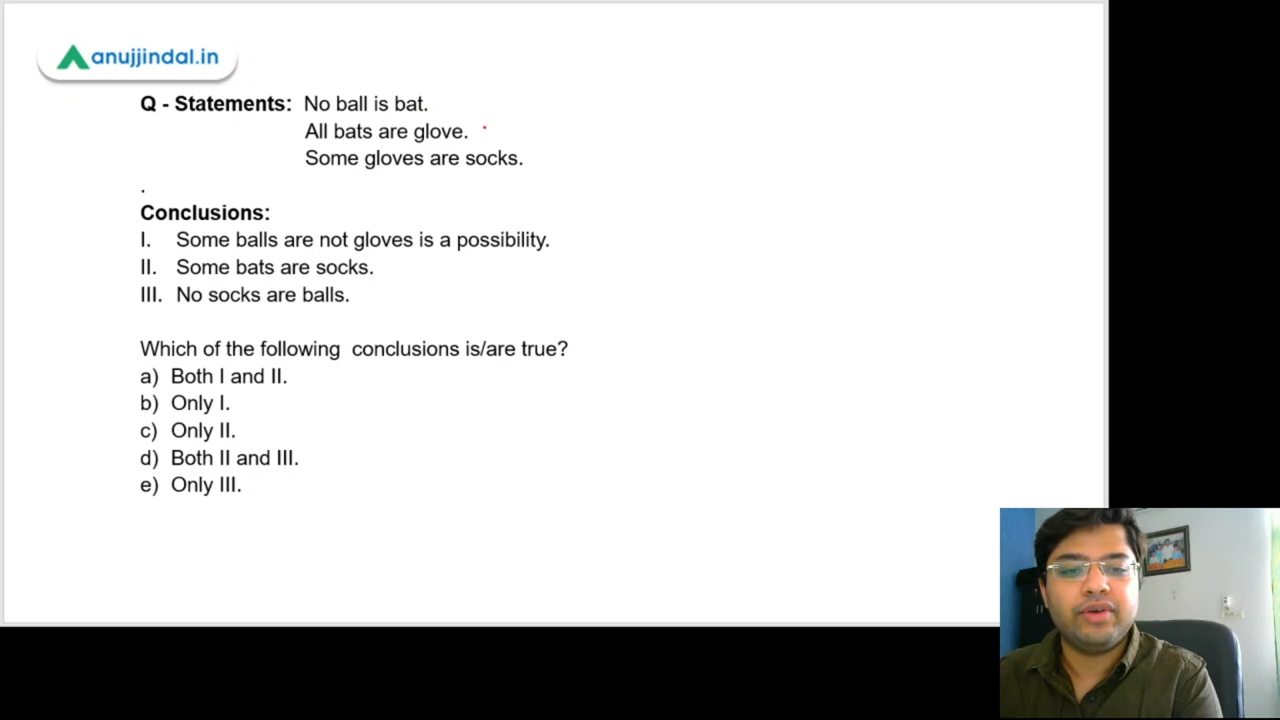 anujjindal.in
Q - Statements: No ball is bat.
All bats are glove.
Some gloves are socks.
.
Conclusions:
I. Some balls are not gloves is a possibility.
II. Some bats are socks.
III. No socks are balls.
Which of the following conclusions is/are true?
a) Both I and II.
b) Only I.
c) Only II.
d) Both II and III.
e) Only III.